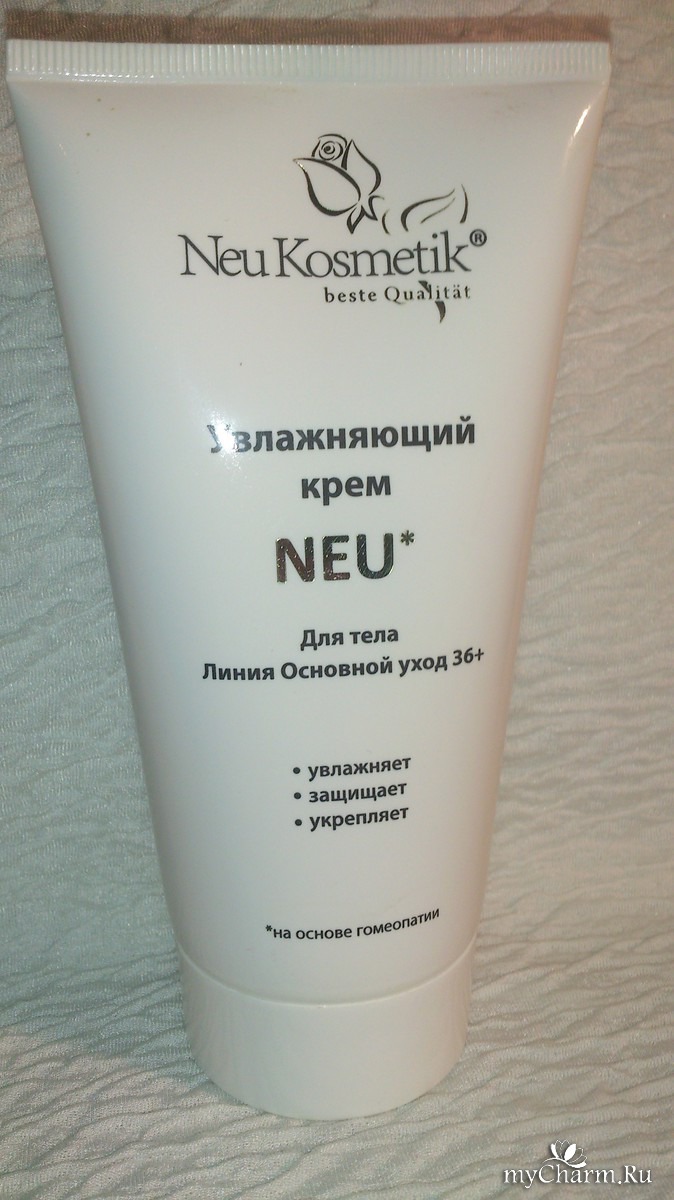 Neu Kosmetik®
beste Qualität
Увлажняющий
крем
NEU*
Для тела
Линия Основной уход 36+
• увлажняет
• защищает
• укрепляет
*на основе гомеопатии
myCharm.Ru